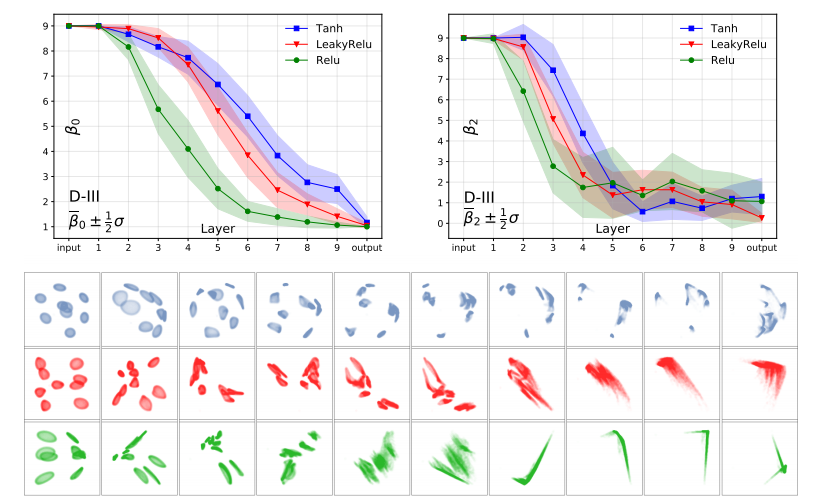 9
8
7
6
5
4
3
2
1
β₀
Tanh
LeakyRelu
Relu
D-III
β̅₀ ± ½σ
Layer
input 1 2 3 4 5 6 7 8 9 output
9
8
7
6
5
4
3
2
1
0
β₂
Tanh
LeakyRelu
Relu
D-III
β̅₂ ± ½σ
Layer
input 1 2 3 4 5 6 7 8 9 output